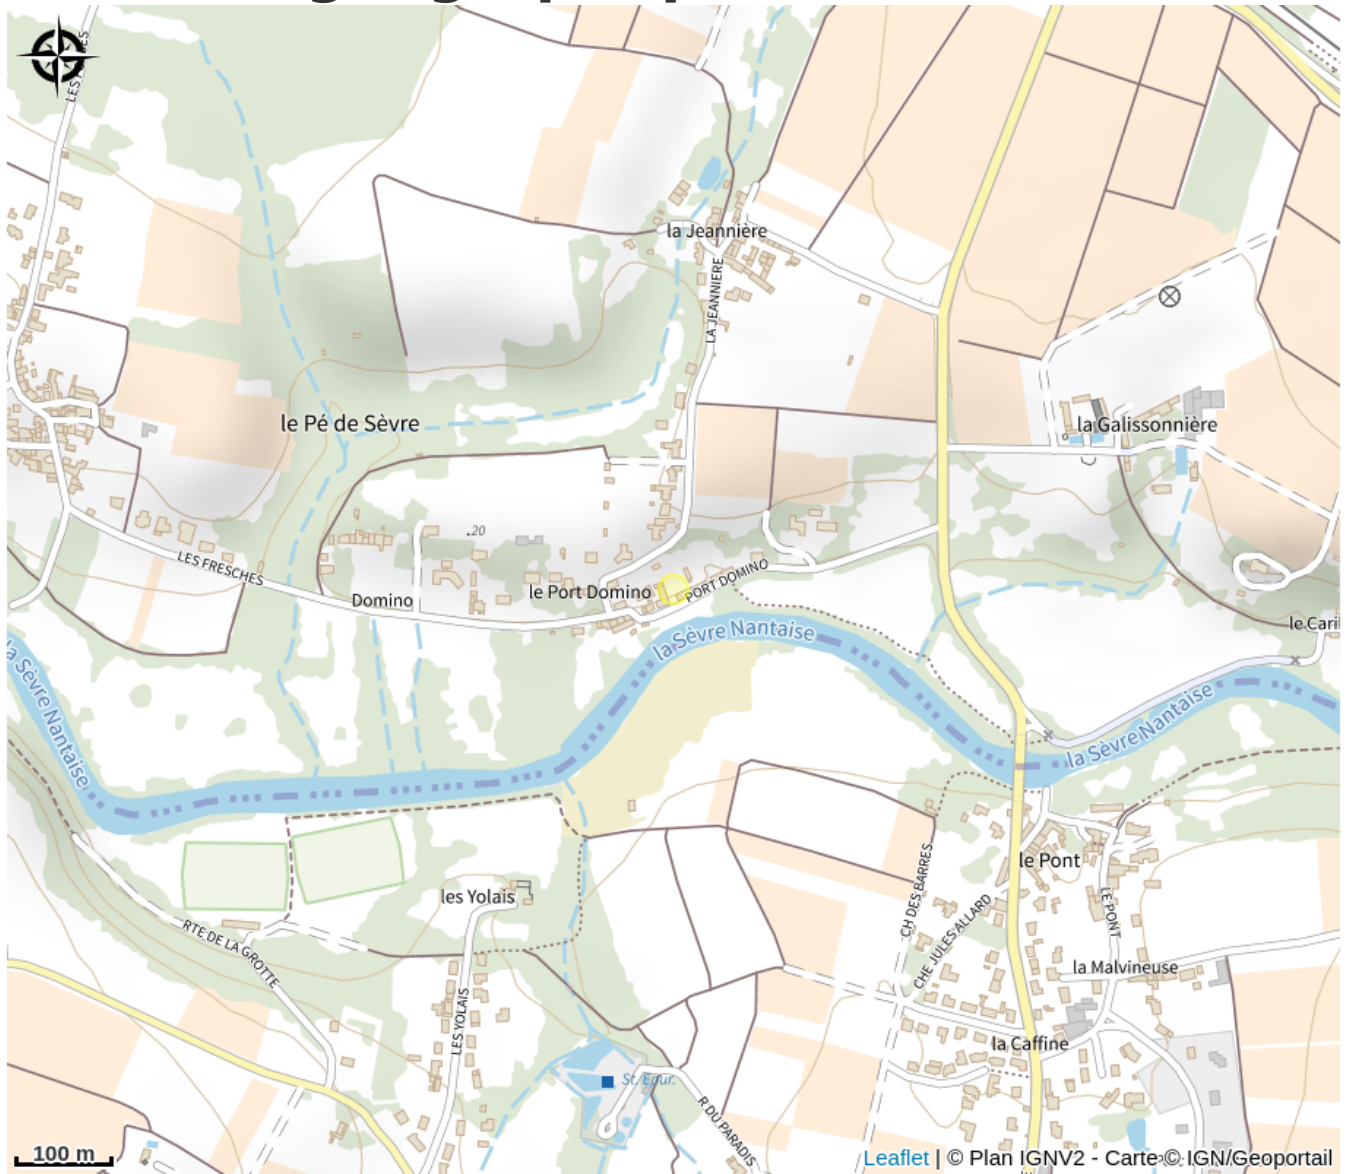 la Jeannière
LA JEANNIERE
la Galissonnière
le Pé de Sèvre
.20
LES FRESCHES
Domino
le Port Domino
PORT DOMINO
la Sèvre Nantaise
la Sèvre Nantaise
la Sèvre Nantaise
les Yolais
RTE DE LA GROTTE
LES YOLAIS
le Pont
LE PONT
CH DES BARRES
CHE JULES ALLARD
la Malvineuse
la Caffine
St. Epur.
R DU PARADIS
100 m
Leaflet | © Plan IGNV2 - Carte © IGN/Geoportail